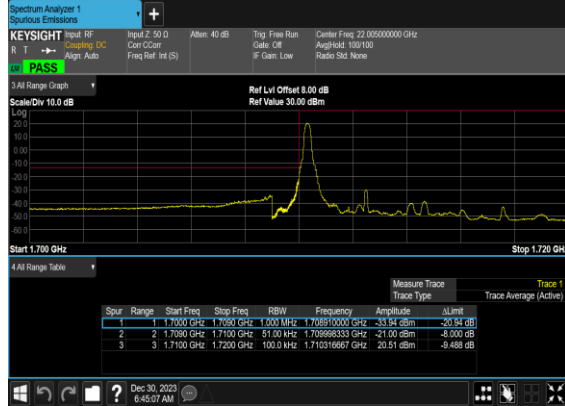 Spectrum Analyzer 1
Spurious Emissions
+
KEYSIGHT Input: RF Input Z: 50 Ω Atten: 40 dB Trig: Free Run Center Freq: 22.005000000 GHz
R T Coupling: DC Corr CCorr Gate: Off Avg|Hold: 100/100
Align: Auto Freq Ref: Int (S) IF Gain: Low Radio Std: None
PASS
3 All Range Graph Ref Lvl Offset 8.00 dB
Scale/Div 10.0 dB Ref Value 30.00 dBm
Log
20.0
10.0
0.00
-10.0
-20.0
-30.0
-40.0
-50.0
-60.0
Start 1.700 GHz Stop 1.720 GHz
4 All Range Table
Measure Trace Trace 1
Trace Type Trace Average (Active)
Spur Range Start Freq Stop Freq RBW Frequency Amplitude ΔLimit
1 1 1.7000 GHz 1.7090 GHz 1.000 MHz 1.708910000 GHz -33.94 dBm -20.94 dB
2 2 1.7090 GHz 1.7100 GHz 51.00 kHz 1.709998333 GHz -21.00 dBm -8.000 dB
3 3 1.7100 GHz 1.7200 GHz 100.0 kHz 1.710316667 GHz 20.51 dBm -9.488 dB
? Dec 30, 2023
6:45:07 AM